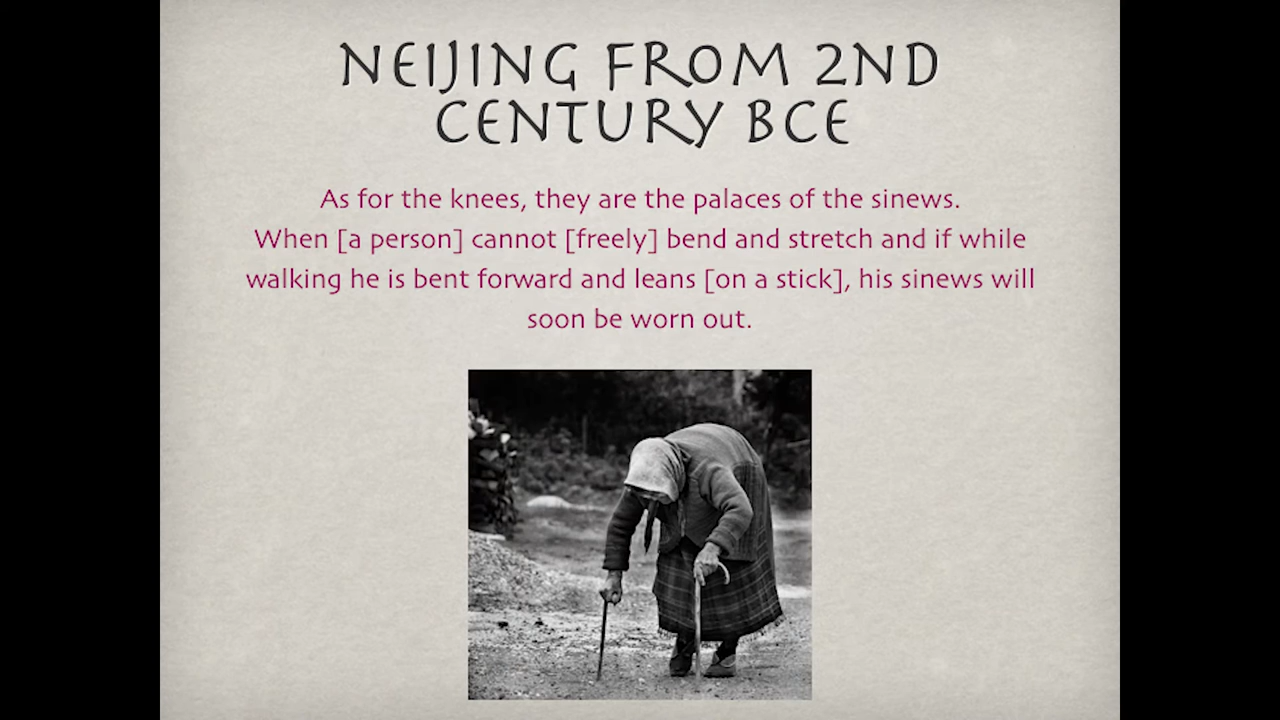 NEIJING FROM 2ND
CENTURY BCE
As for the knees, they are the palaces of the sinews.
When [a person] cannot [freely] bend and stretch and if while
walking he is bent forward and leans [on a stick], his sinews will
soon be worn out.